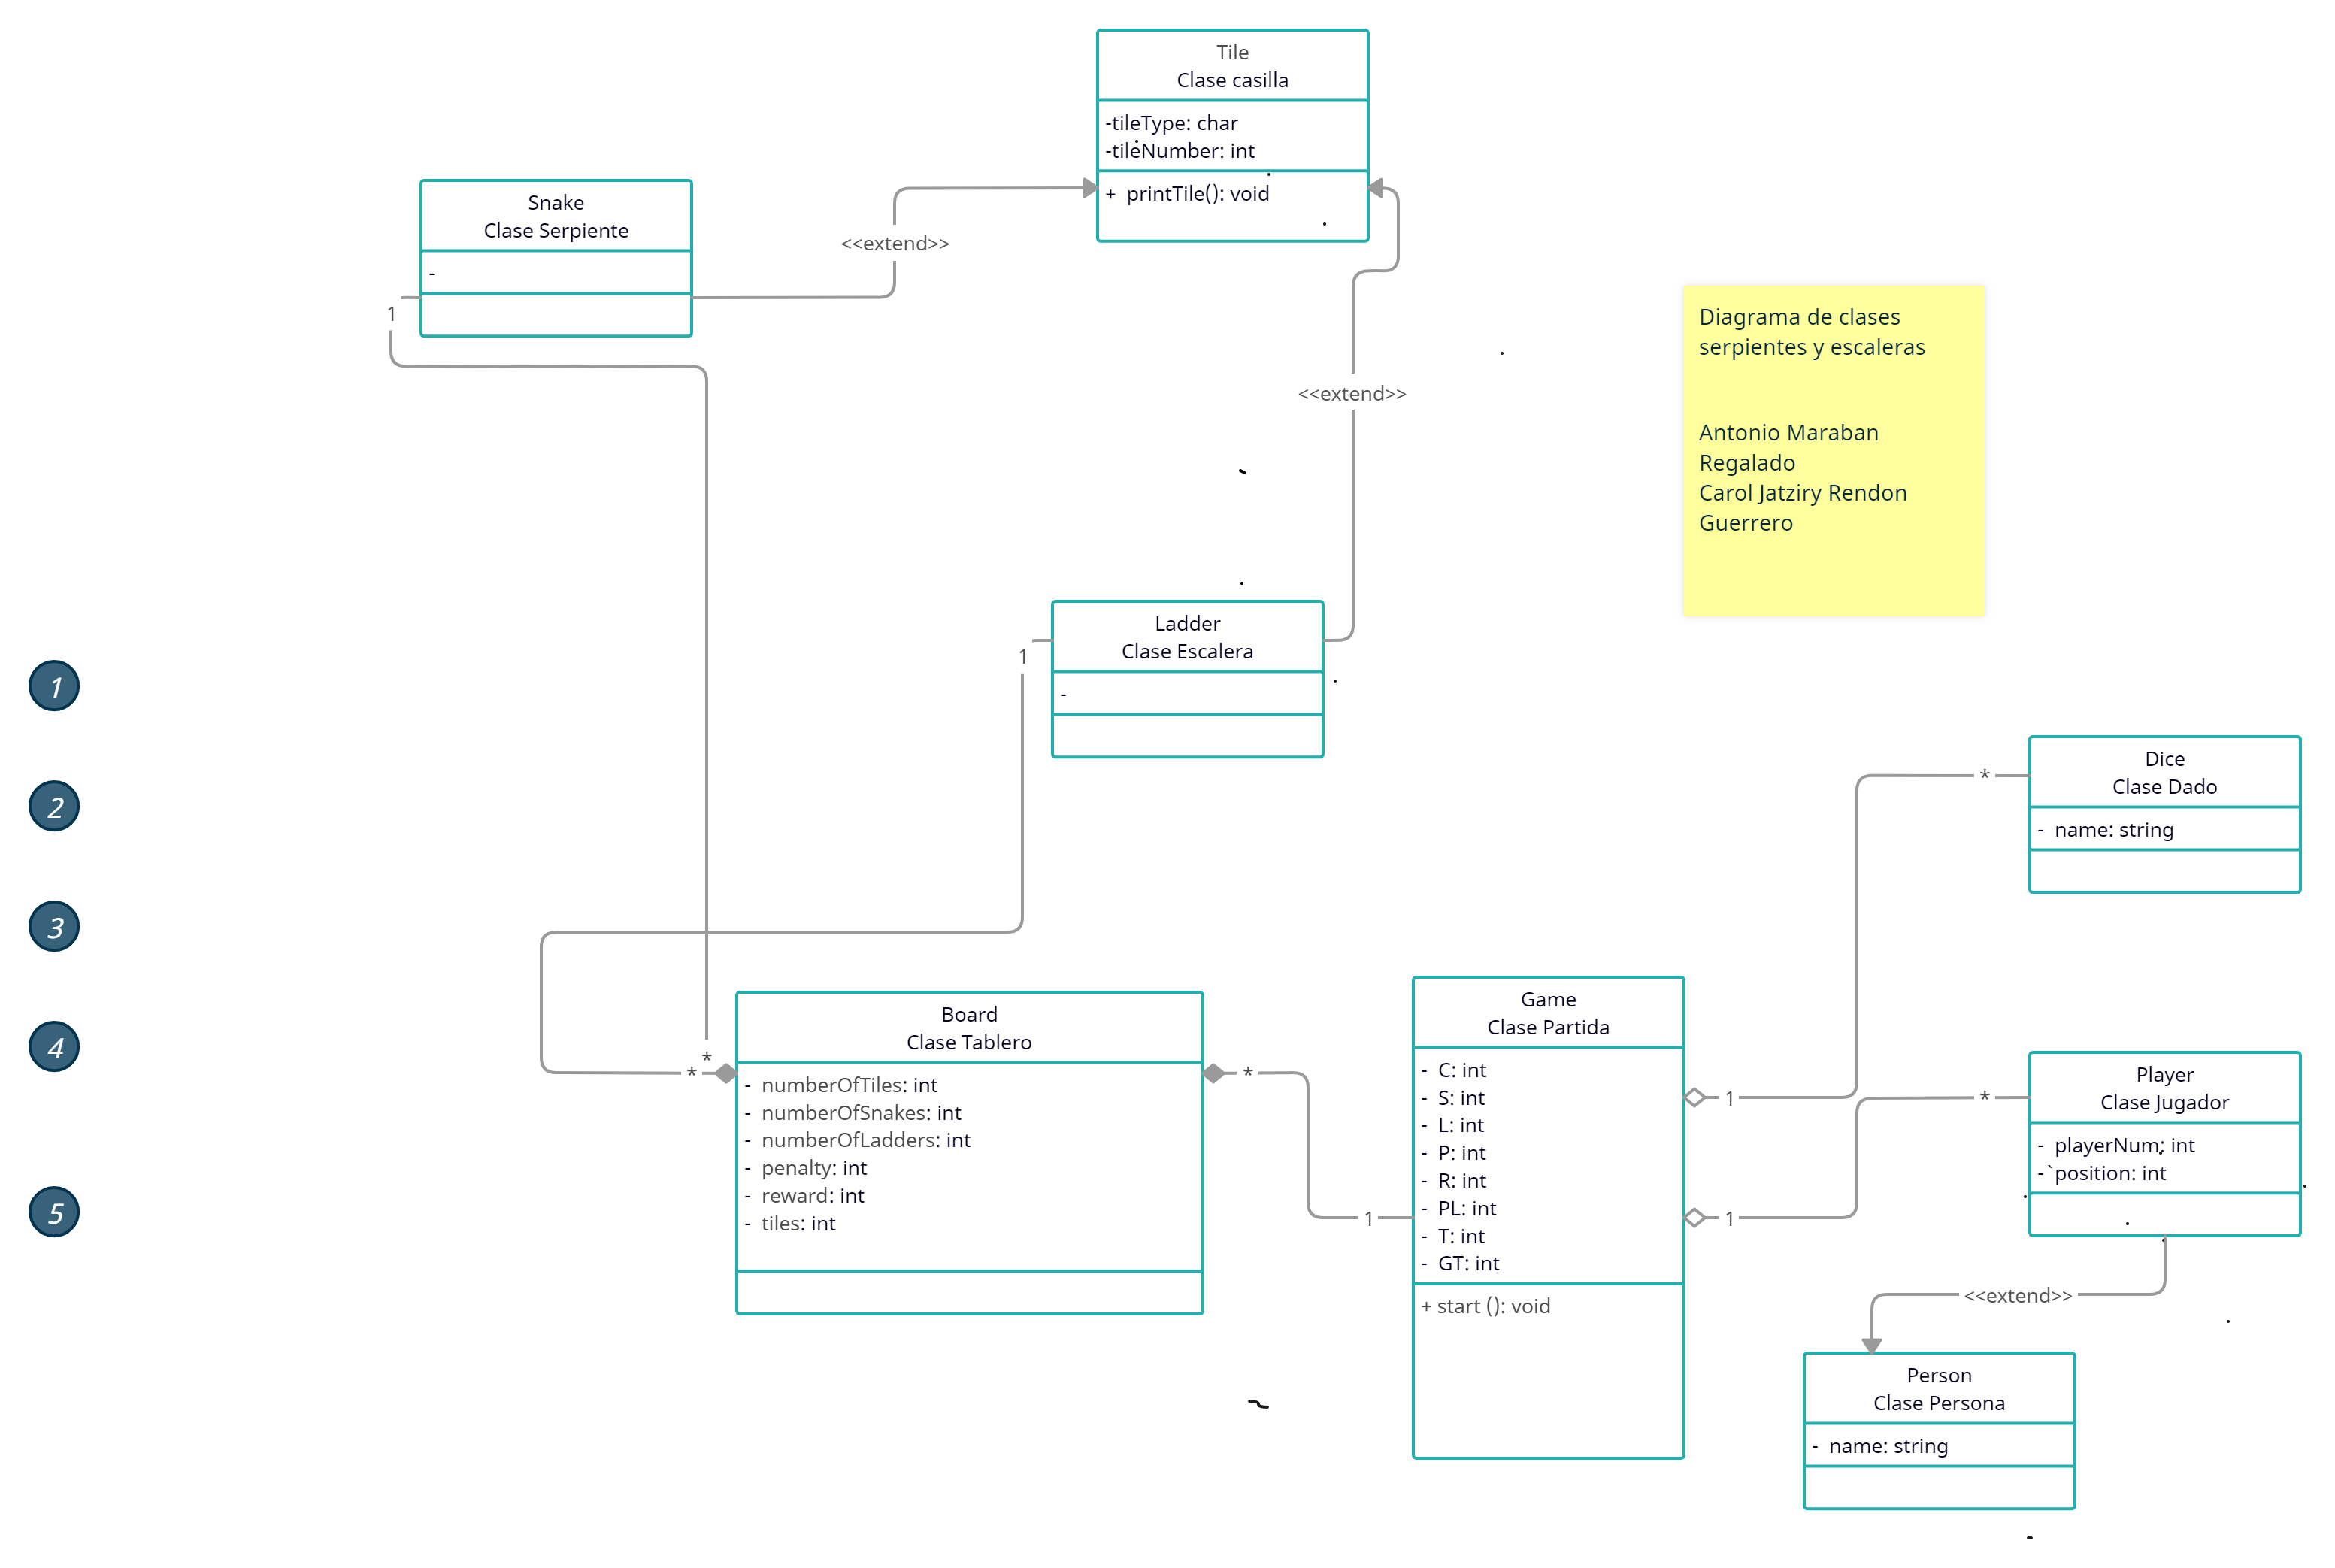 Tile
Clase casilla
-tileType: char
-tileNumber: int
+ printTile(): void
Snake
Clase Serpiente
-
<<extend>>
1
<<extend>>
Diagrama de clases
serpientes y escaleras
Antonio Maraban
Regalado
Carol Jatziry Rendon
Guerrero
Ladder
Clase Escalera
-
1
1
2
3
4
5
Dice
Clase Dado
- name: string
*
Board
Clase Tablero
- numberOfTiles: int
- numberOfSnakes: int
- numberOfLadders: int
- penalty: int
- reward: int
- tiles: int
*
*
*
1
Game
Clase Partida
- C: int
- S: int
- L: int
- P: int
- R: int
- PL: int
- T: int
- GT: int
+ start (): void
1
1
*
Player
Clase Jugador
- playerNum: int
-`position: int
<<extend>>
Person
Clase Persona
- name: string